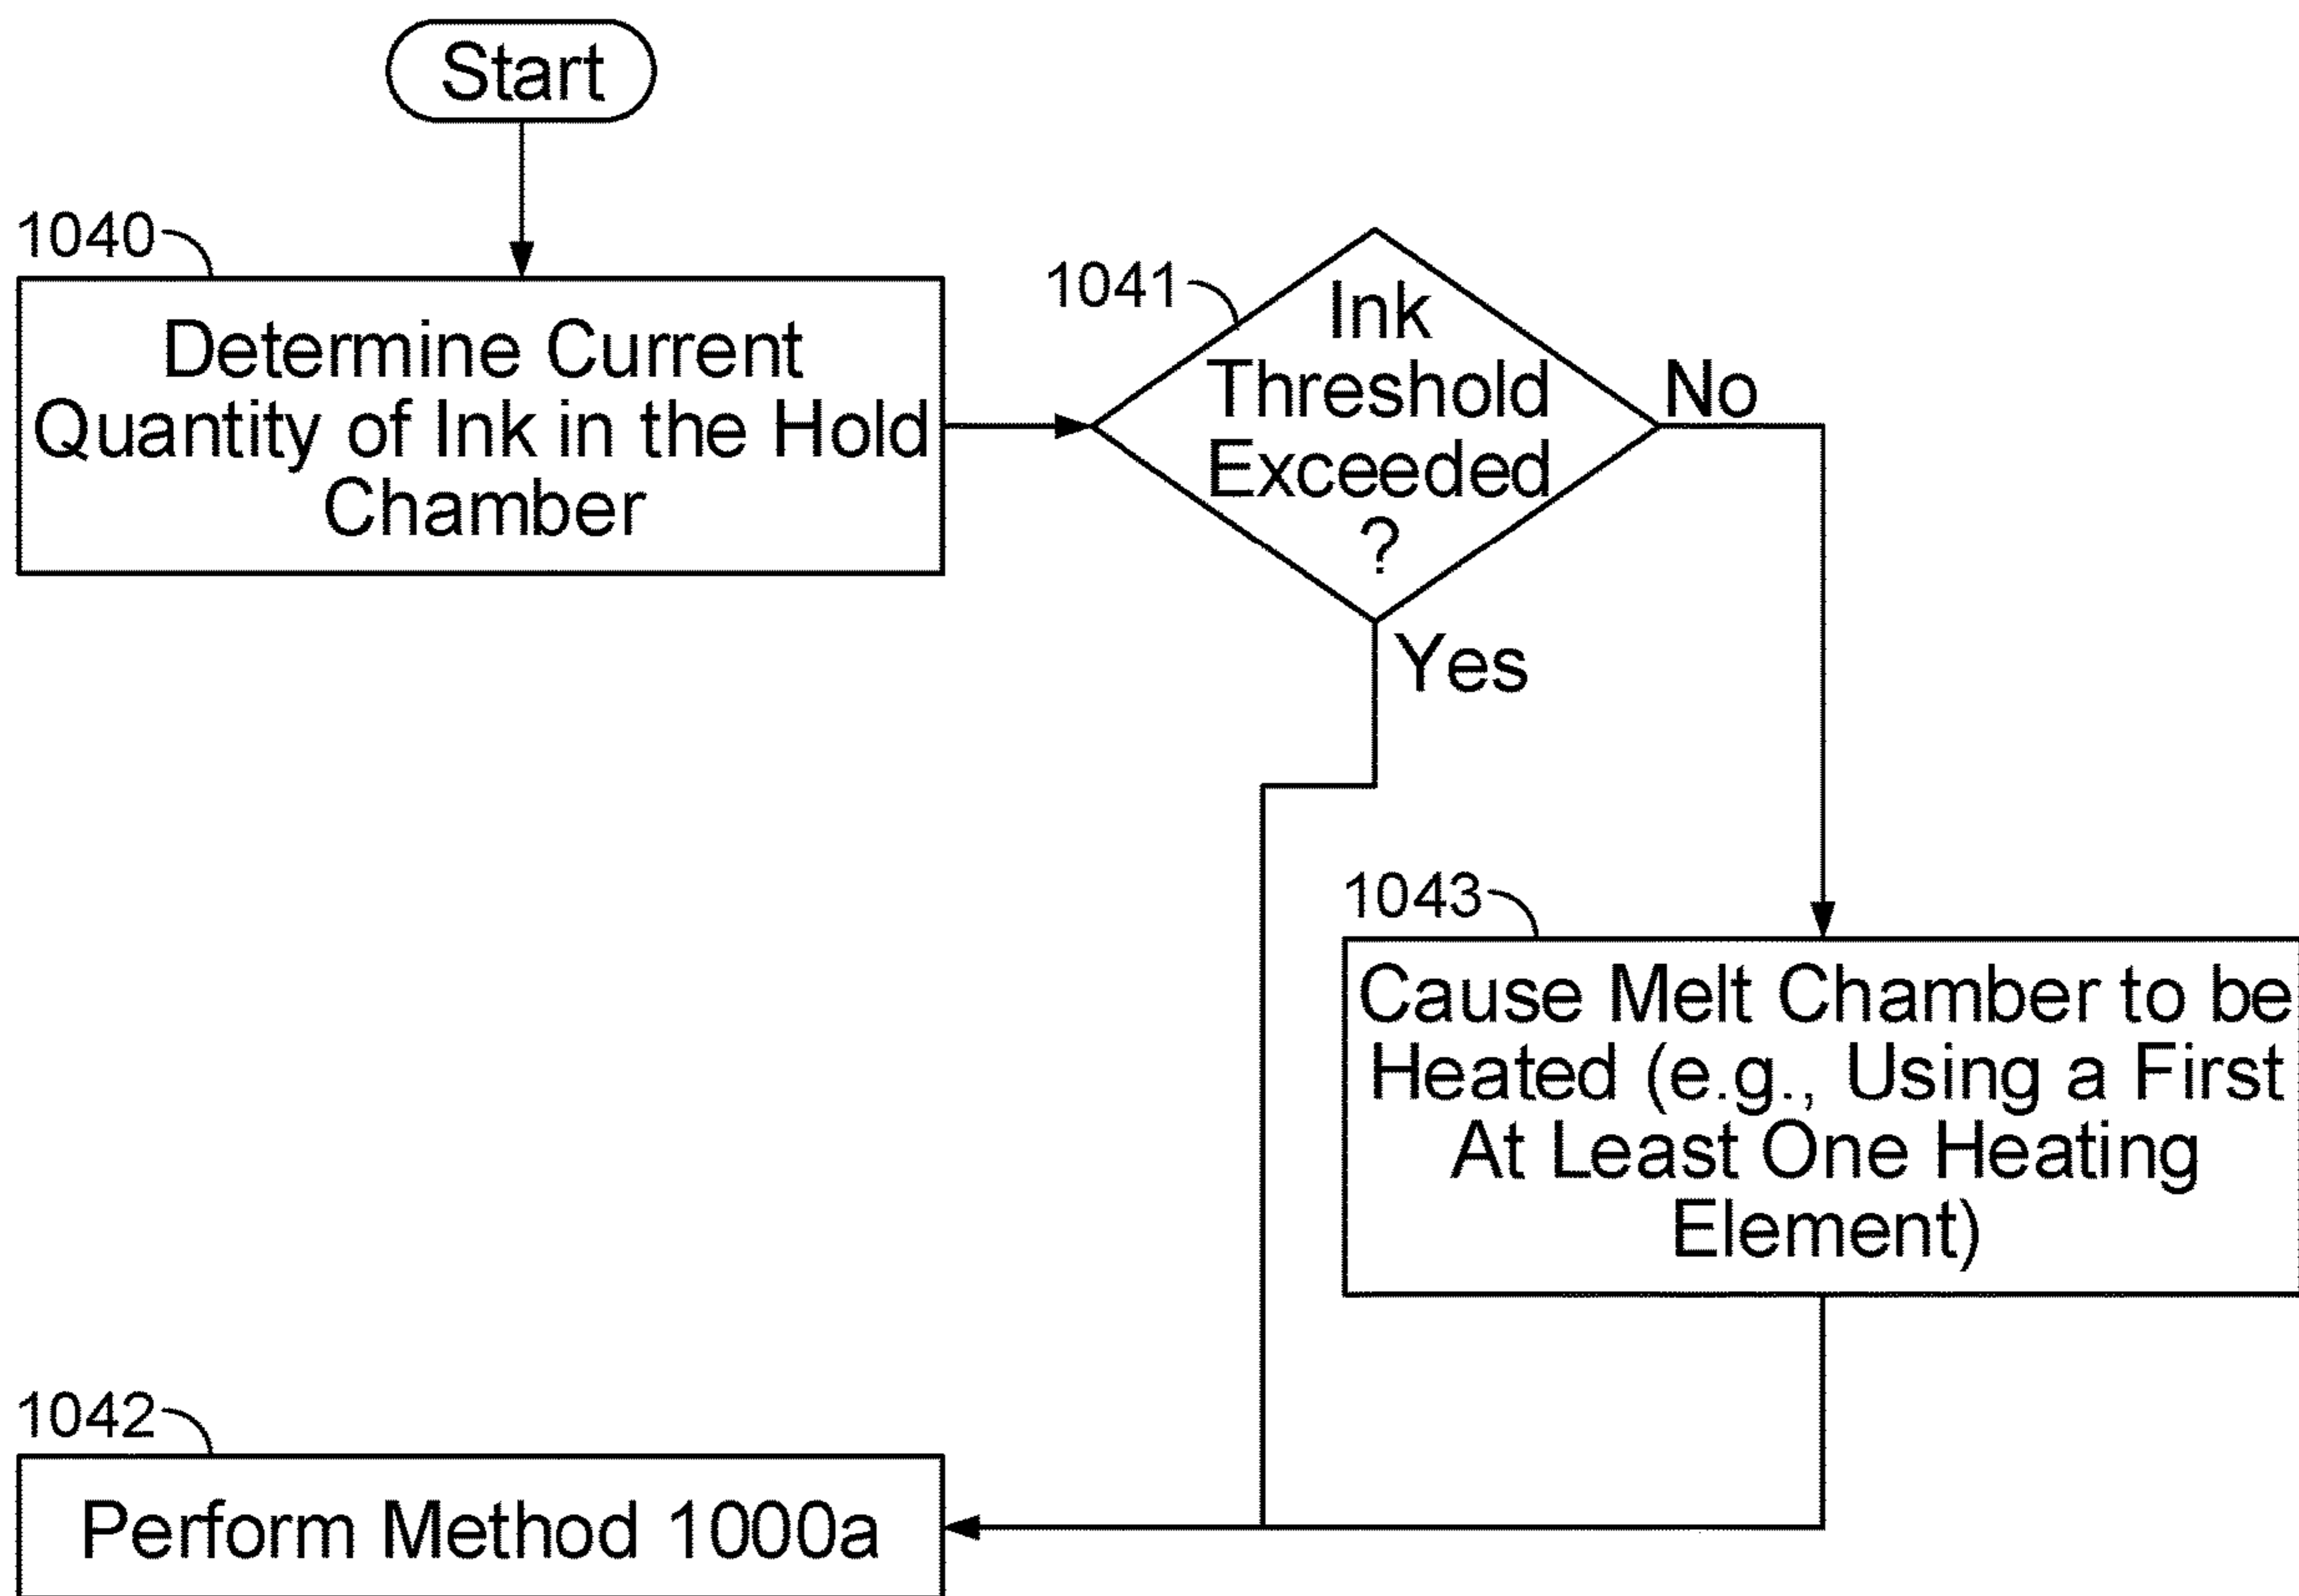 Start
1040
Determine Current
Quantity of Ink in the Hold
Chamber
1041
Ink
Threshold
Exceeded
?
No
Yes
1043
Cause Melt Chamber to be
Heated (e.g., Using a First
At Least One Heating
Element)
1042
Perform Method 1000a